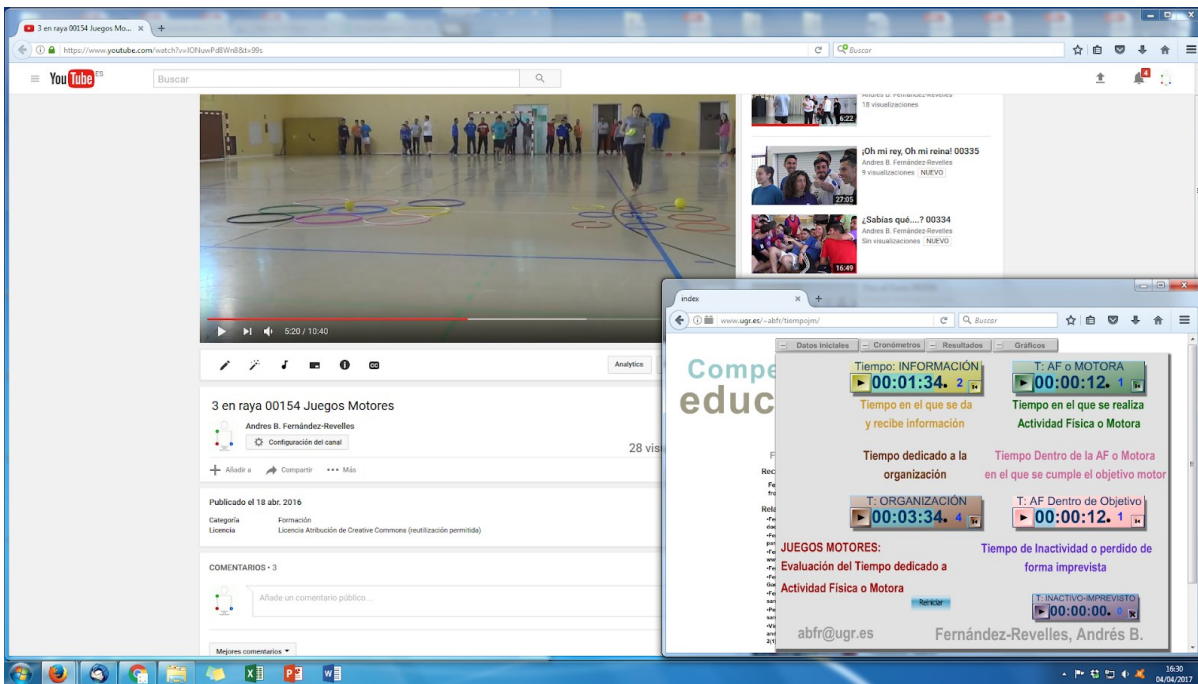 3 en raya 00154 Juegos Mo...
https://www.youtube.com/watch?v=IONuwPd8Wn8&t=99s
Buscar
YouTube ES
Buscar
4
18 visualizaciones
6:22
¡Oh mi rey, Oh mi reina! 00335
Andres B. Fernández-Revelles
9 visualizaciones NUEVO
27:05
¿Sabías qué....? 00334
Andres B. Fernández-Revelles
Sin visualizaciones NUEVO
16:49
5:20 / 10:40
Analytics
3 en raya 00154 Juegos Motores
Andres B. Fernández-Revelles
Configuración del canal
28 vis
Añadir a Compartir ••• Más
Publicado el 18 abr. 2016
Categoría Formación
Licencia Licencia Atribución de Creative Commons (reutilización permitida)
COMENTARIOS • 3
Añade un comentario público...
Mejores comentarios
index
www.ugr.es/~abfr/tiempojm/
Buscar
Compe
educ
Datos Iniciales Cronómetros Resultados Gráficos
Tiempo: INFORMACIÓN
00:01:34. 2
Tiempo en el que se da
y recibe información
T: AF o MOTORA
00:00:12. 1
Tiempo en el que se realiza
Actividad Física o Motora
Tiempo dedicado a la
organización
Tiempo Dentro de la AF o Motora
en el que se cumple el objetivo motor
T: ORGANIZACIÓN
00:03:34. 4
T: AF Dentro de Objetivo
00:00:12. 1
JUEGOS MOTORES:
Evaluación del Tiempo dedicado a
Actividad Física o Motora
Reiniciar
Tiempo de Inactividad o perdido de
forma imprevista
T: INACTIVO-IMPREVISTO
00:00:00. 0
abfr@ugr.es
Fernández-Revelles, Andrés B.
16:30
04/04/2017